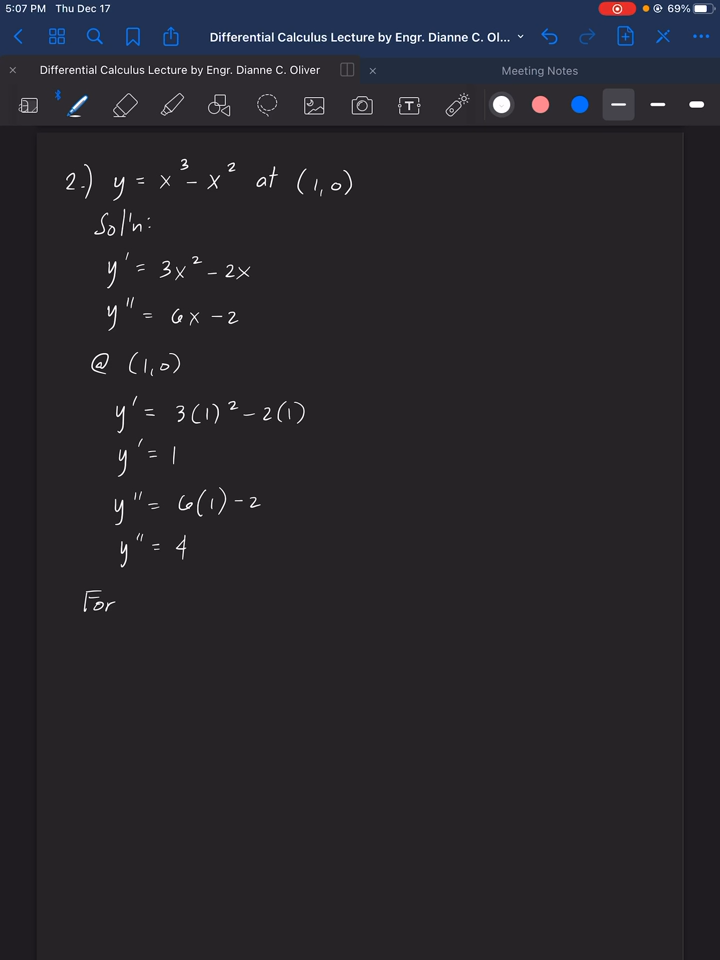 5:07 PM Thu Dec 17
69%
Differential Calculus Lecture by Engr. Dianne C. Ol...
Differential Calculus Lecture by Engr. Dianne C. Oliver
Meeting Notes
T
2.) y = x³ - x² at (1,0)
Sol'n:
y' = 3x² - 2x
y'' = 6x - 2
@ (1,0)
y' = 3(1)² - 2(1)
y' = 1
y'' = 6(1) - 2
y'' = 4
For